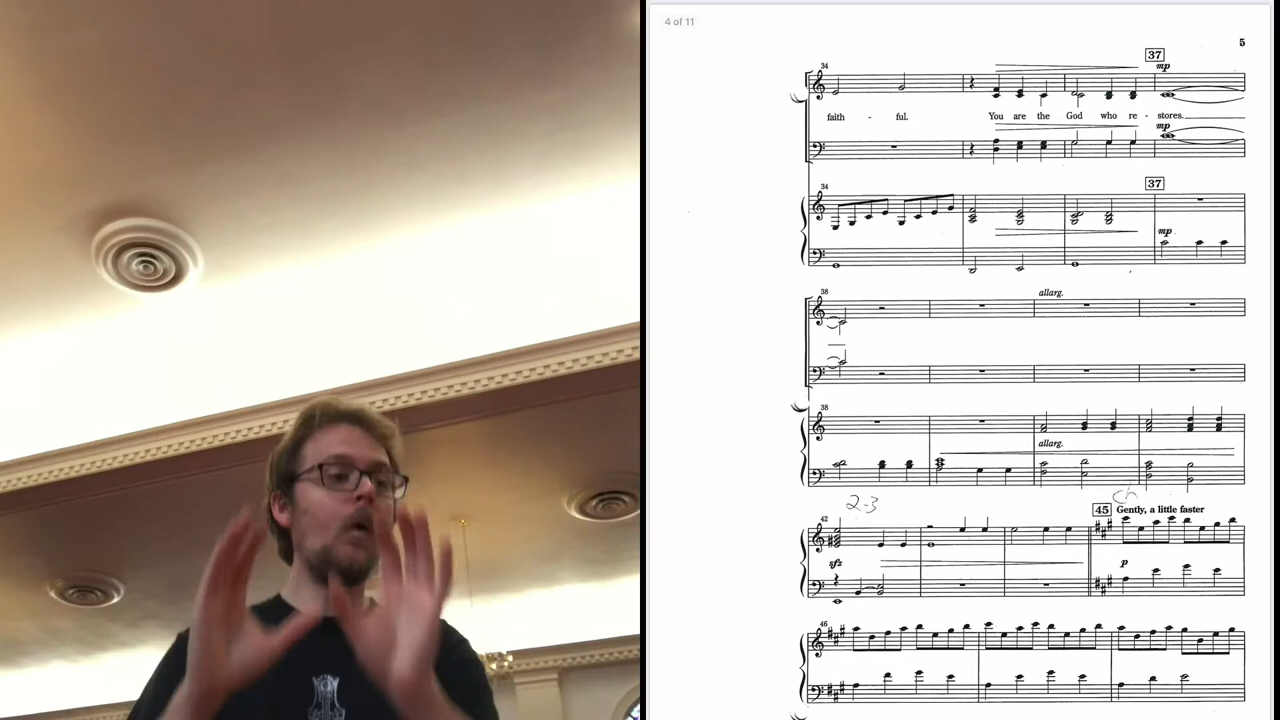 4 of 11
5
37
34
mp
faith - ful. You are the God who re - stores.
mp
37
34
mp
38
allarg.
38
allarg.
2-3
ch
42
45 Gently, a little faster
sfz
p
46